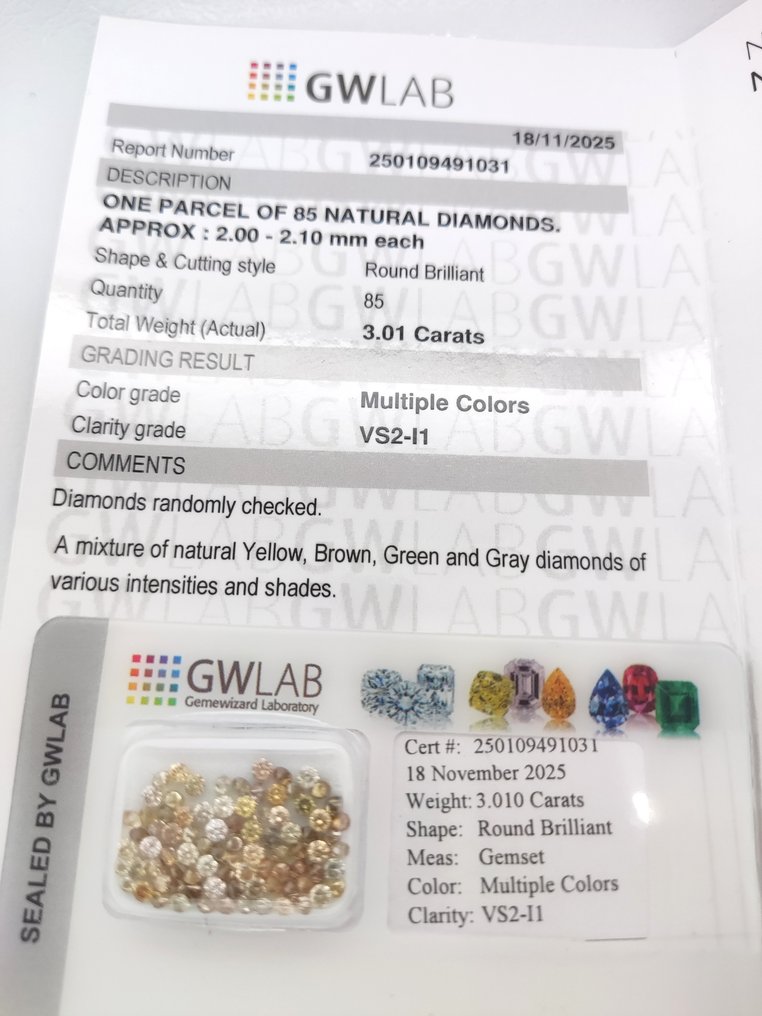 GWLAB
18/11/2025
Report Number 250109491031
DESCRIPTION
ONE PARCEL OF 85 NATURAL DIAMONDS.
APPROX : 2.00 - 2.10 mm each
Shape & Cutting style Round Brilliant
Quantity 85
Total Weight (Actual) 3.01 Carats
GRADING RESULT
Color grade Multiple Colors
Clarity grade VS2-I1
COMMENTS
Diamonds randomly checked.
A mixture of natural Yellow, Brown, Green and Gray diamonds of
various intensities and shades.
SEALED BY GWLAB
GWLAB
Gemewizard Laboratory
Cert #: 250109491031
18 November 2025
Weight: 3.010 Carats
Shape: Round Brilliant
Meas: Gemset
Color: Multiple Colors
Clarity: VS2-I1